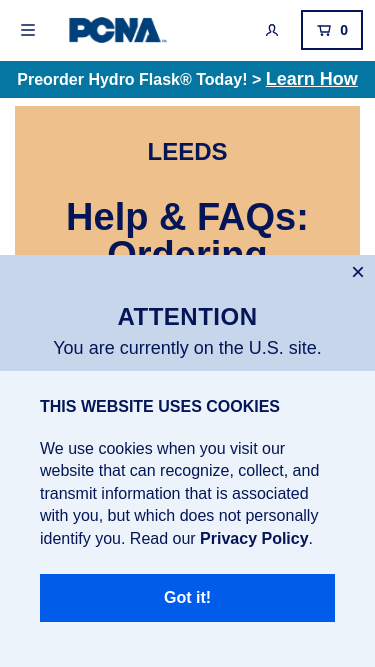 PCNA
0
Preorder Hydro Flask® Today! > Learn How
LEEDS
Help & FAQs:
Ordering
ATTENTION
You are currently on the U.S. site.
THIS WEBSITE USES COOKIES
We use cookies when you visit our
website that can recognize, collect, and
transmit information that is associated
with you, but which does not personally
identify you. Read our Privacy Policy.
Got it!